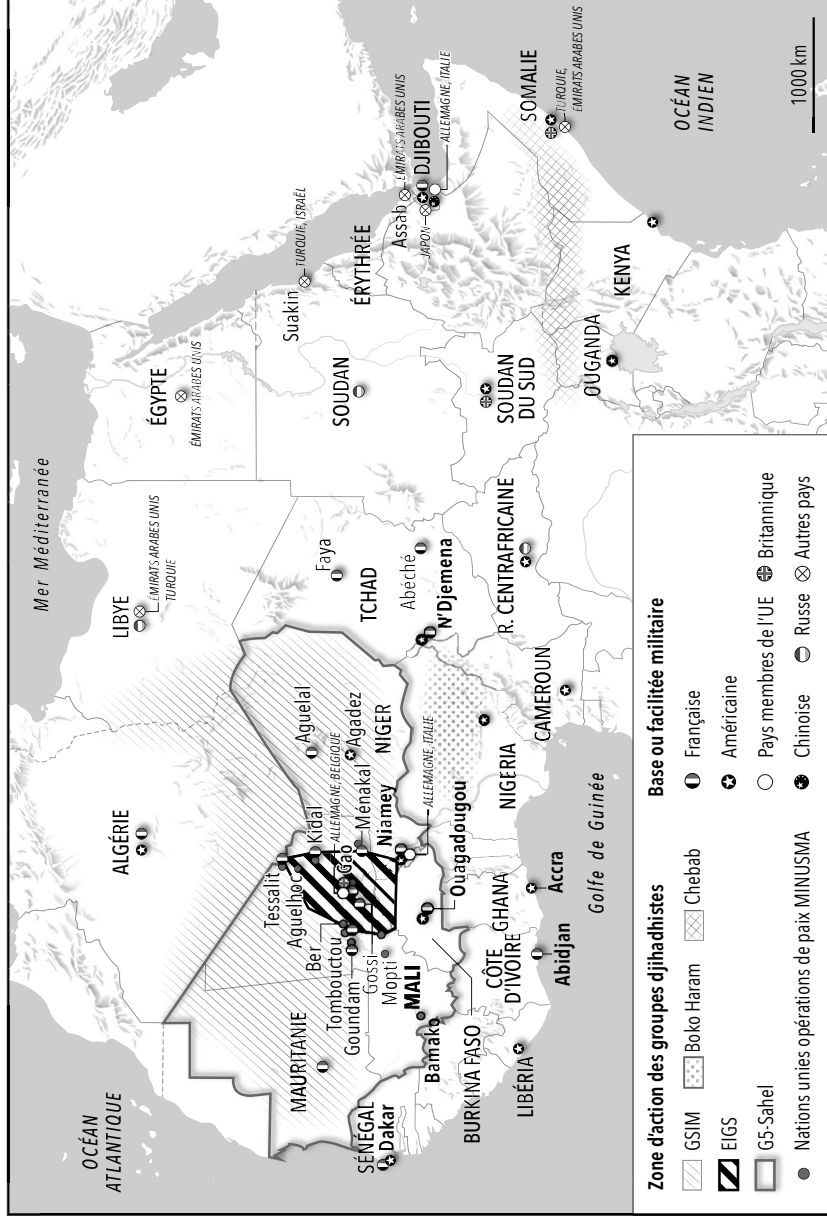 Mer Méditerranée
OCÉAN
ATLANTIQUE
ALGÉRIE
LIBYE
ÉMIRATS ARABES UNIS
TURQUIE
ÉGYPTE
ÉMIRATS ARABES UNIS
Suakin
TURQUIE, ISRAËL
MAURITANIE
Tessalit
Aguelhoc
Kidal
Ber
Tombouctou
Goundam
Gossi
Mopti
Gao
ALLEMAGNE, BELGIQUE
Ménakal
Aguelal
Agadez
NIGER
Niamey
ALLEMAGNE, ITALIE
MALI
Bamako
SÉNÉGAL
Dakar
BURKINA FASO
Ouagadougou
LIBÉRIA
CÔTE
D'IVOIRE
Abidjan
GHANA
Accra
Golfe de Guinée
NIGERIA
CAMEROUN
Faya
TCHAD
Abéché
N'Djemena
R. CENTRAFRICAINE
SOUDAN
SOUDAN
DU SUD
ÉRYTHRÉE
Assab
ÉMIRATS ARABES UNIS
DJIBOUTI
JAPON
ALLEMAGNE, ITALIE
SOMALIE
TURQUIE,
ÉMIRATS ARABES UNIS
OUGANDA
KENYA
OCÉAN
INDIEN
1000 km
Zone d'action des groupes djihadhistes
GSIM
Boko Haram
Chebab
EIGS
G5-Sahel
Nations unies opérations de paix MINUSMA
Base ou facilitée militaire
Française
Américaine
Pays membres de l'UE
Britannique
Chinoise
Russe
Autres pays